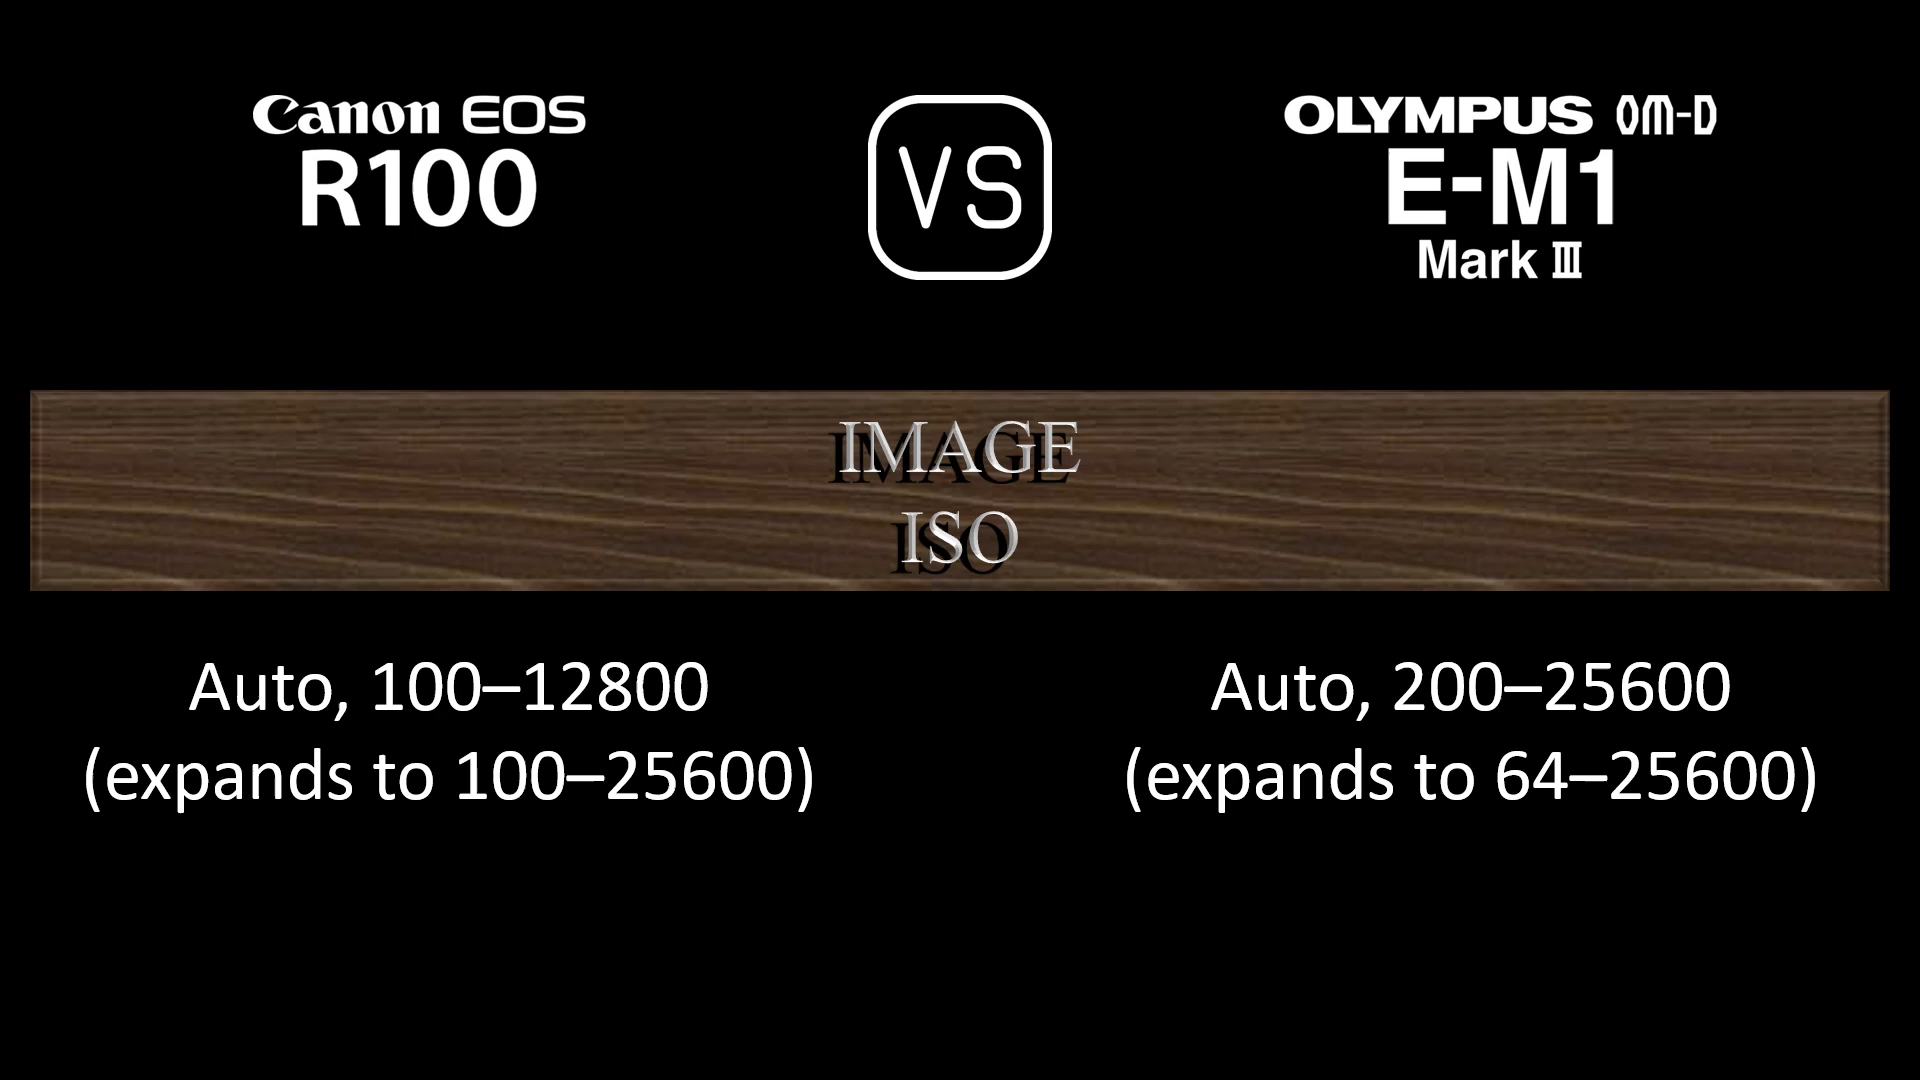 Canon EOS
R100
VS
OLYMPUS OM-D
E-M1
Mark III
IMAGE
ISO
Auto, 100–12800
(expands to 100–25600)
Auto, 200–25600
(expands to 64–25600)